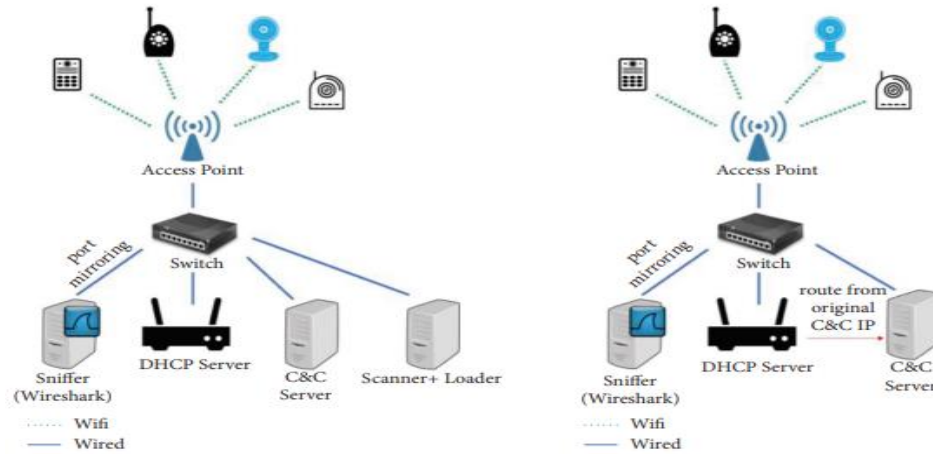 Access Point
port
mirroring
Switch
Sniffer
(Wireshark)
DHCP Server
C&C
Server
Scanner+ Loader
Wifi
Wired
Access Point
port
mirroring
Switch
route from
original
C&C IP
Sniffer
(Wireshark)
DHCP Server
C&C
Server
Wifi
Wired